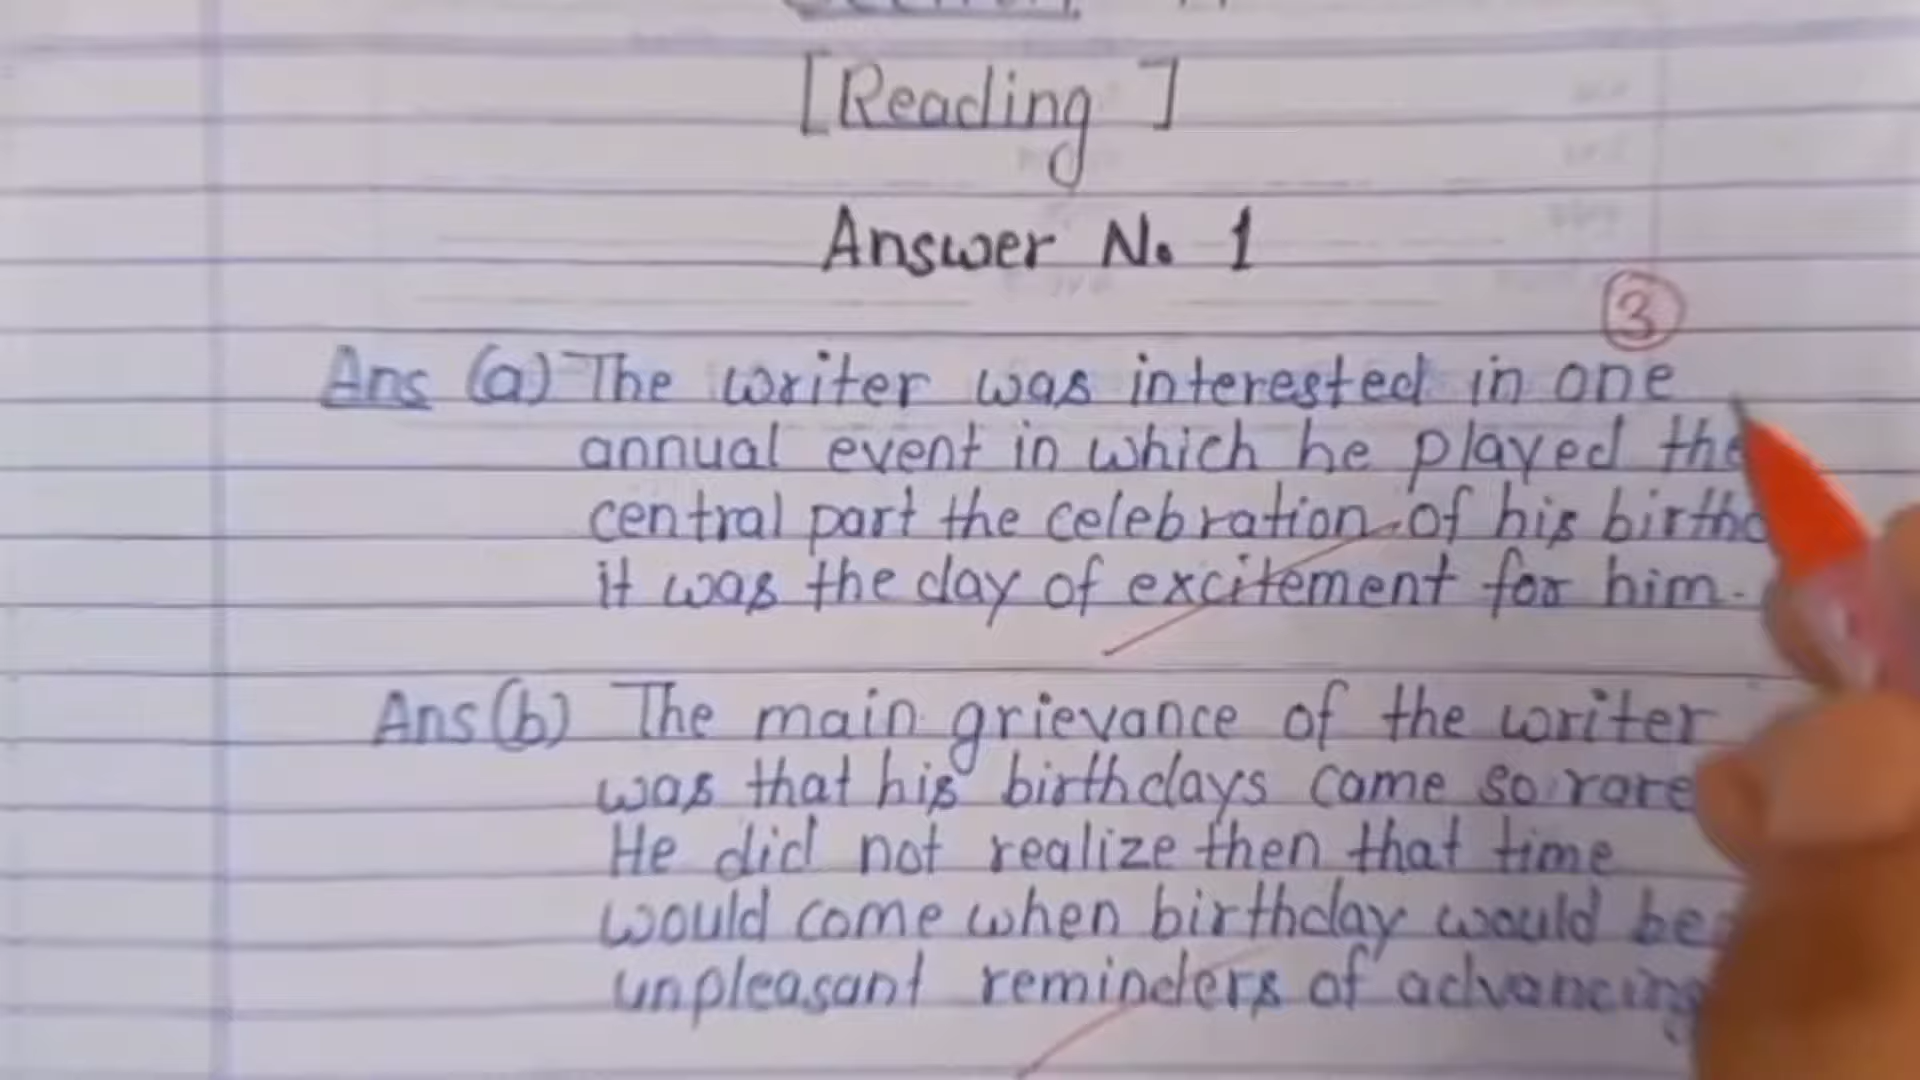 [Reading]
Answer No. 1
3
Ans (a) The writer was interested in one
annual event in which he played the
central part the celebration of his
it was the day of excitement for him.
Ans (b) The main grievance of the writer
was that his birthdays came so rare
He did not realize then that time
would come when birthday would be
unpleasant reminders of advancing